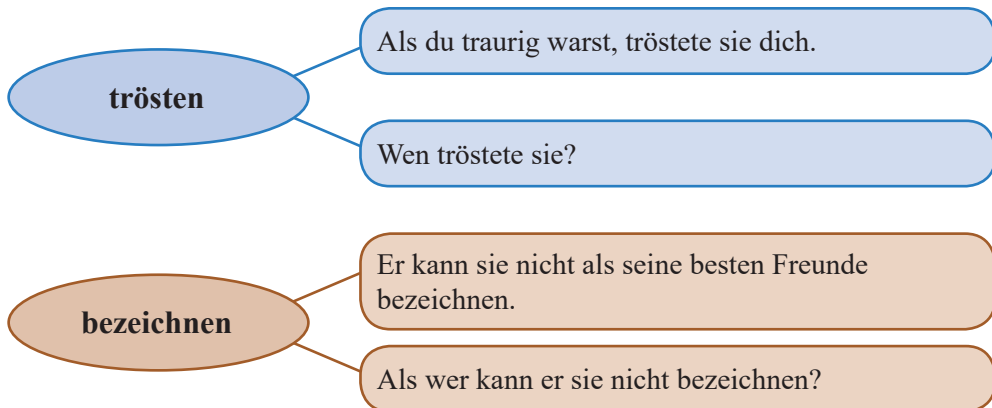 trösten
Als du traurig warst, tröstete sie dich.
Wen tröstete sie?
bezeichnen
Er kann sie nicht als seine besten Freunde
bezeichnen.
Als wer kann er sie nicht bezeichnen?